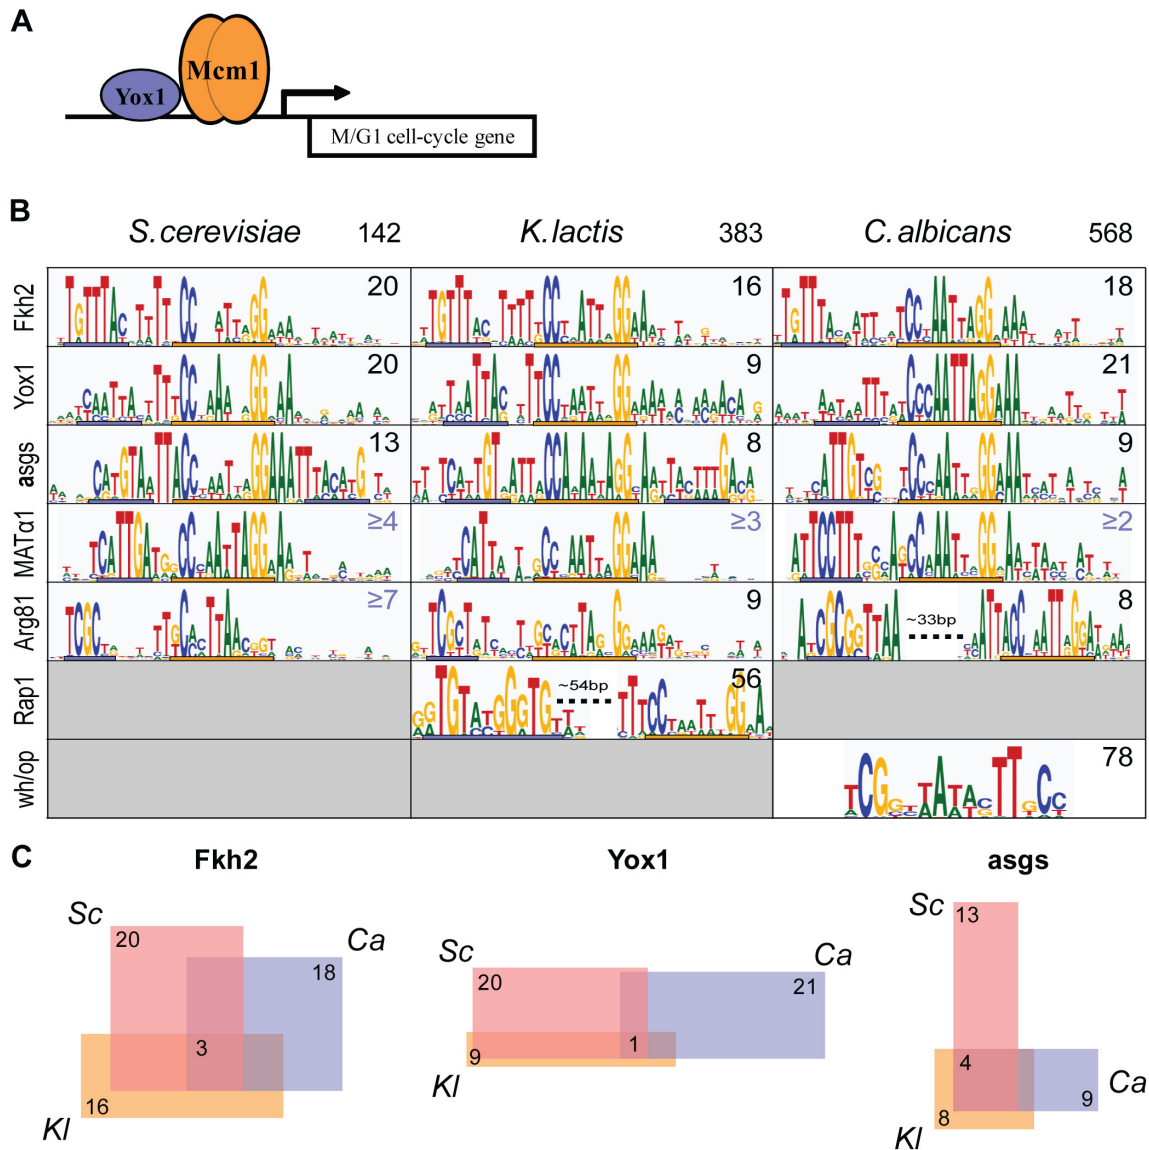 A
Yox1
Mcm1
M/G1 cell-cycle gene
B
S.cerevisiae 142 K.lactis 383 C.albicans 568
Fkh2 20 16 18
Yox1 20 9 21
asgs 13 8 9
MATα1 ≥4 ≥3 ≥2
Arg81 ≥7 9 ~33bp 8
Rap1 ~54bp 56
wh/op 78
C
Fkh2 Yox1 asgs
Sc 20 Ca 18 3 16 Kl
Sc 20 Ca 21 1 9 Kl
Sc 13 4 Ca 9 8 Kl